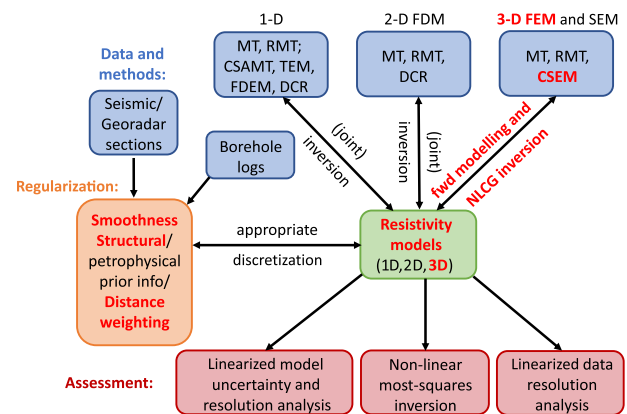 1-D
2-D FDM
3-D FEM and SEM
Data and
methods:
MT, RMT;
CSAMT, TEM,
FDEM, DCR
MT, RMT,
DCR
MT, RMT,
CSEM
Seismic/
Georadar
sections
Borehole
logs
(joint)
inversion
(joint)
inversion
fwd modelling and
NLCG inversion
Regularization:
Smoothness
Structural/
petrophysical
prior info/
Distance
weighting
appropriate
discretization
Resistivity
models
(1D,2D,3D)
Assessment:
Linearized model
uncertainty and
resolution analysis
Non-linear
most-squares
inversion
Linearized data
resolution
analysis